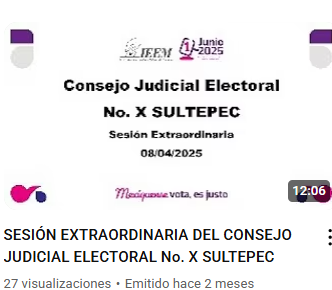 IEEM 1 Junio
2025
Consejo Judicial Electoral
No. X SULTEPEC
Sesión Extraordinaria
08/04/2025
Mexiquense vota, es justo
12:06
SESIÓN EXTRAORDINARIA DEL CONSEJO
JUDICIAL ELECTORAL No. X SULTEPEC
27 visualizaciones • Emitido hace 2 meses